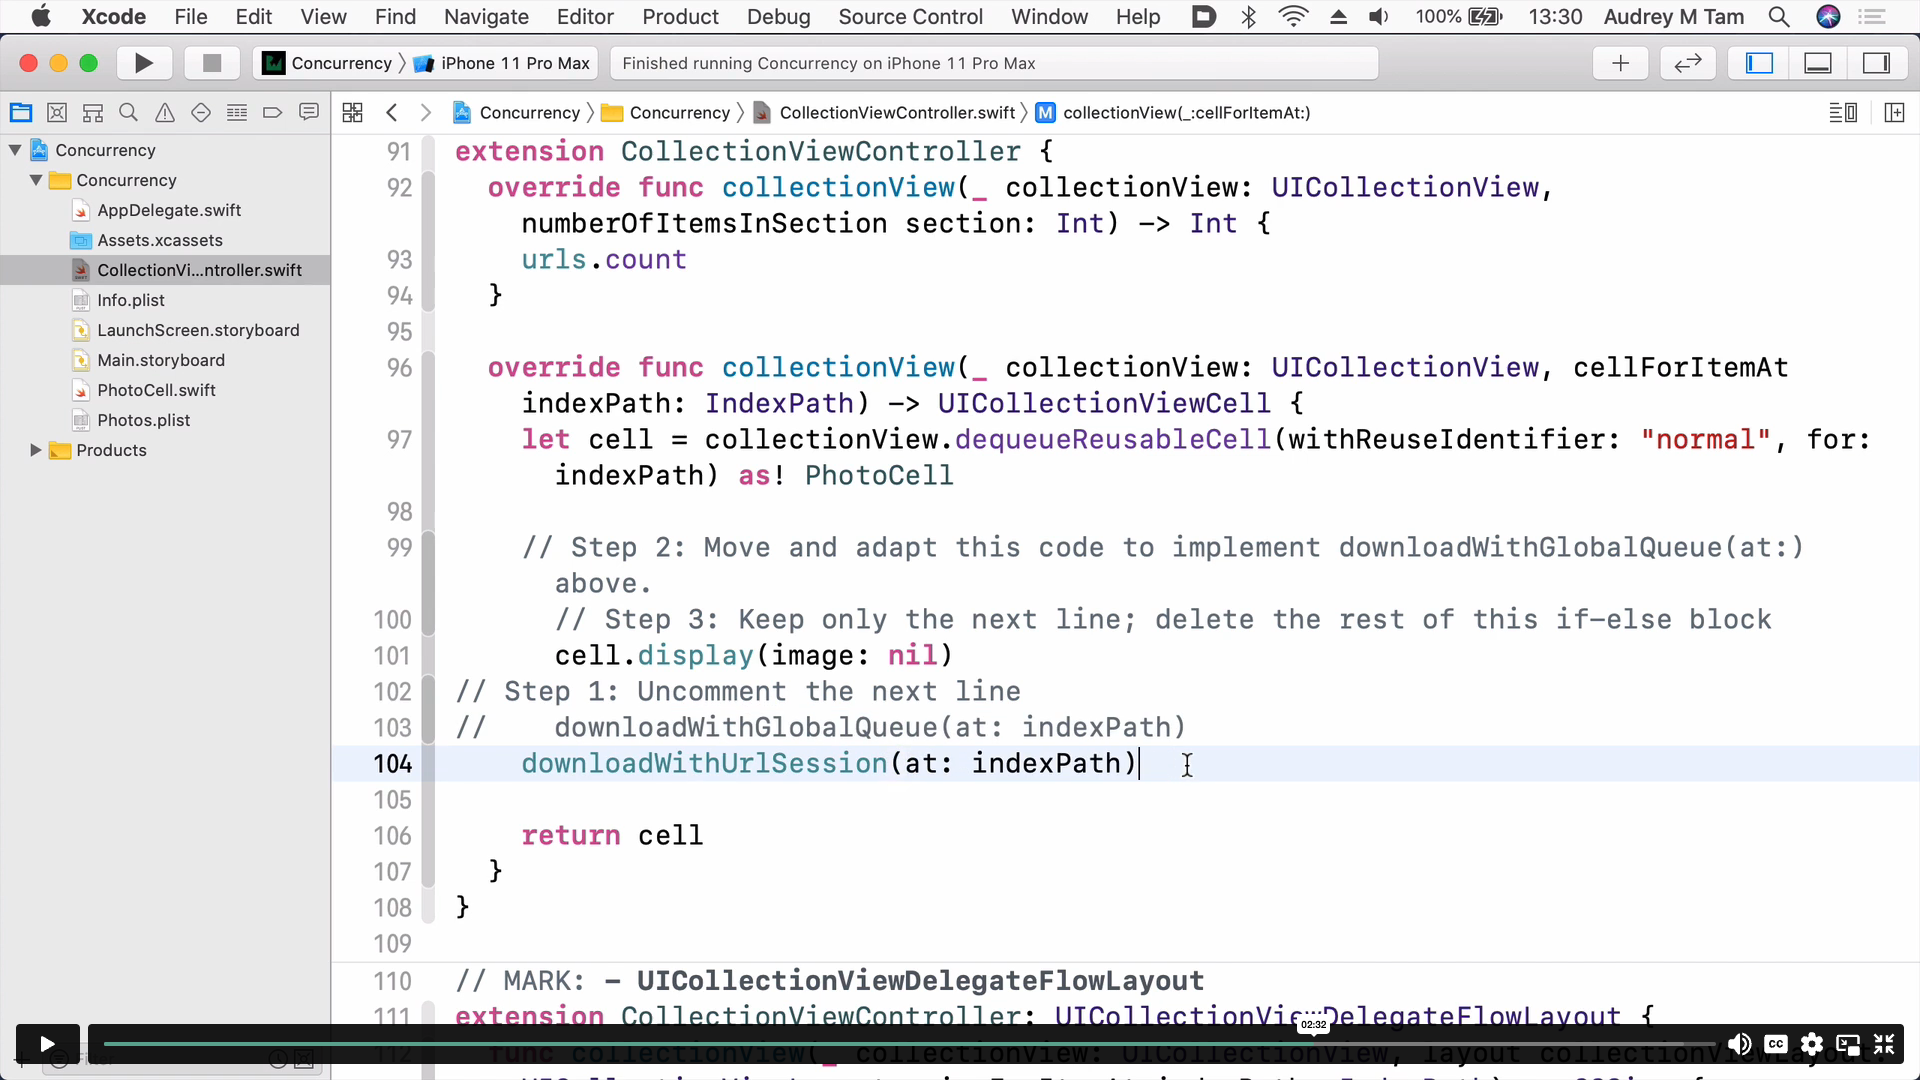 Xcode File Edit View Find Navigate Editor Product Debug Source Control Window Help 100% 13:30 Audrey M Tam
Concurrency iPhone 11 Pro Max Finished running Concurrency on iPhone 11 Pro Max
Concurrency Concurrency CollectionViewController.swift M collectionView(_:cellForItemAt:)
Concurrency
Concurrency
AppDelegate.swift
Assets.xcassets
CollectionVi...ntroller.swift
Info.plist
LaunchScreen.storyboard
Main.storyboard
PhotoCell.swift
Photos.plist
Products
91 extension CollectionViewController {
92 override func collectionView(_ collectionView: UICollectionView,
numberOfItemsInSection section: Int) -> Int {
93 urls.count
94 }
95
96 override func collectionView(_ collectionView: UICollectionView, cellForItemAt
indexPath: IndexPath) -> UICollectionViewCell {
97 let cell = collectionView.dequeueReusableCell(withReuseIdentifier: "normal", for:
indexPath) as! PhotoCell
98
99 // Step 2: Move and adapt this code to implement downloadWithGlobalQueue(at:)
above.
100 // Step 3: Keep only the next line; delete the rest of this if-else block
101 cell.display(image: nil)
102 // Step 1: Uncomment the next line
103 // downloadWithGlobalQueue(at: indexPath)
104 downloadWithUrlSession(at: indexPath)
105
106 return cell
107 }
108 }
109
110 // MARK: - UICollectionViewDelegateFlowLayout
111 extension CollectionViewController: UICollectionViewDelegateFlowLayout {
02:32
CC
112 func collectionView(_ collectionView: UICollectionView, layout collectionViewLayout:
Filter